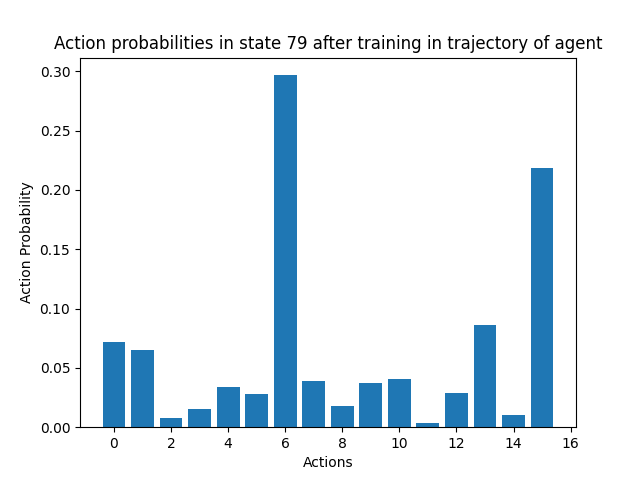 Action probabilities in state 79 after training in trajectory of agent
0.30
0.25
0.20
0.15
0.10
0.05
0.00
Action Probability
0 2 4 6 8 10 12 14 16
Actions